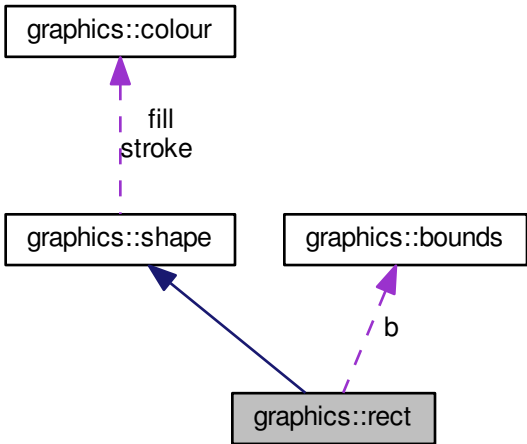 graphics::colour
fill
stroke
graphics::shape
graphics::bounds
b
graphics::rect